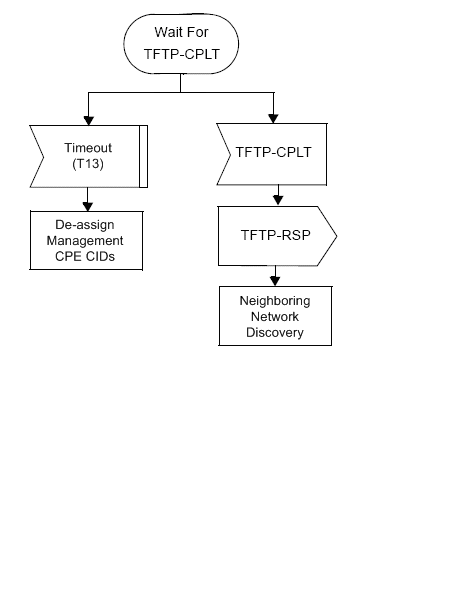 Wait For
TFTP-CPLT
Timeout
(T13)
TFTP-CPLT
De-assign
Management
CPE CIDs
TFTP-RSP
Neighboring
Network
Discovery